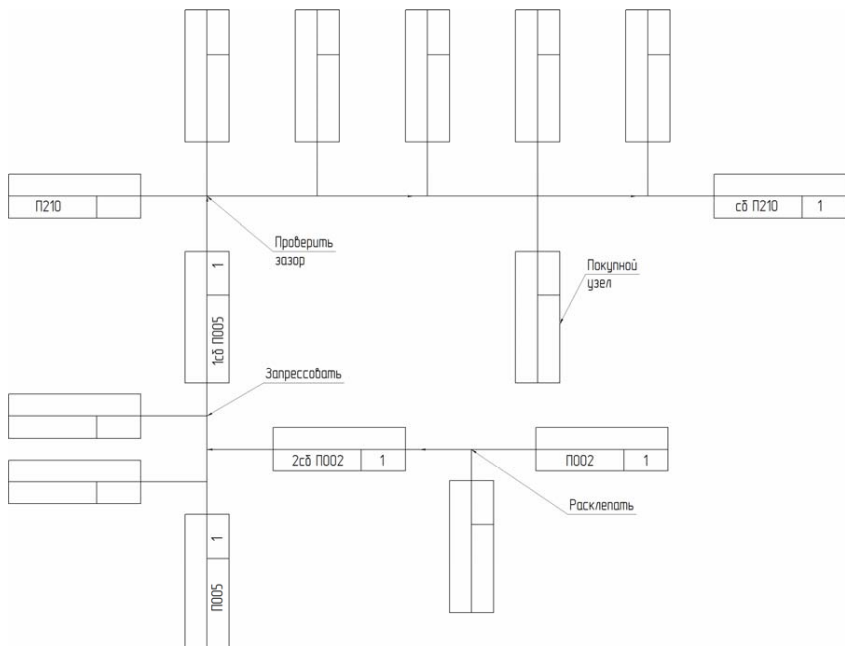 П210
сб П210 1
Проверить
зазор
1
1сб П005
Покупной
узел
Запрессовать
2сб П002 1
П002 1
Расклепать
1
П005